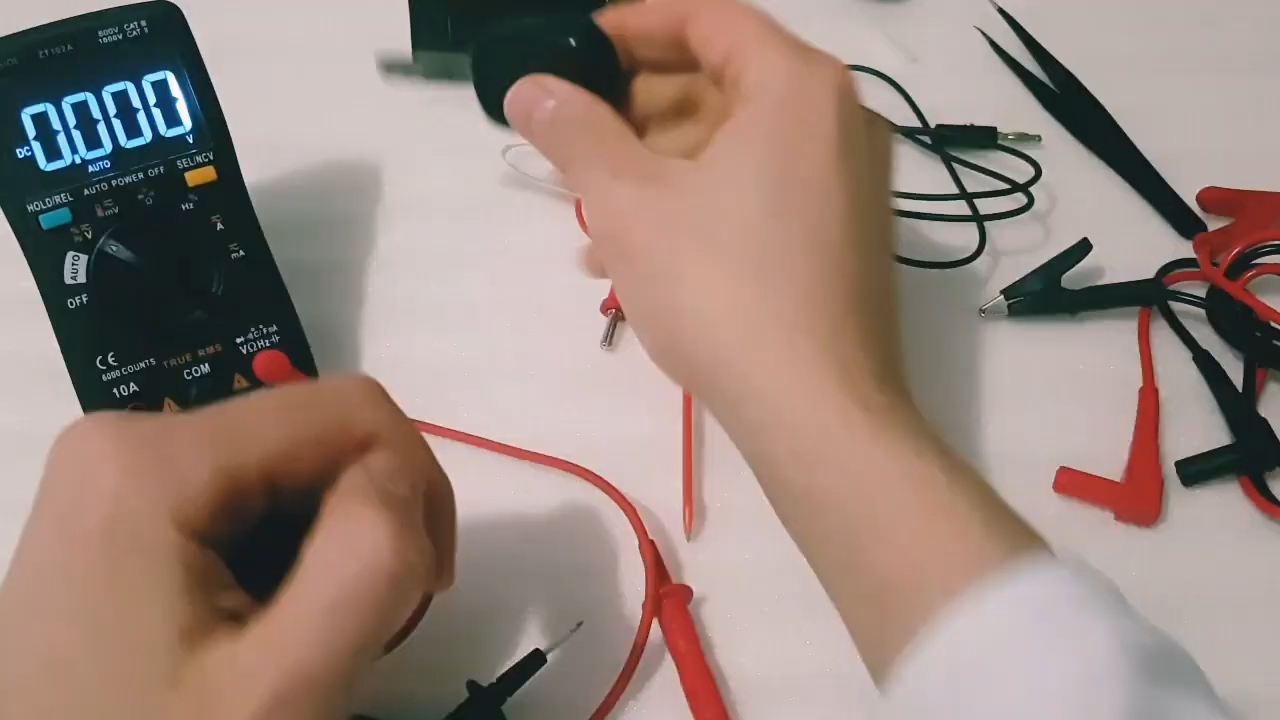 600V CAT III
1000V CAT II
ZT102A
0.000
DC
V
AUTO
AUTO POWER OFF
SEL/NCV
HOLD/REL
mV
Ω
Hz
V
A
mA
AUTO
OFF
CE
6000 COUNTS
TRUE RMS
VΩHz
10A
COM